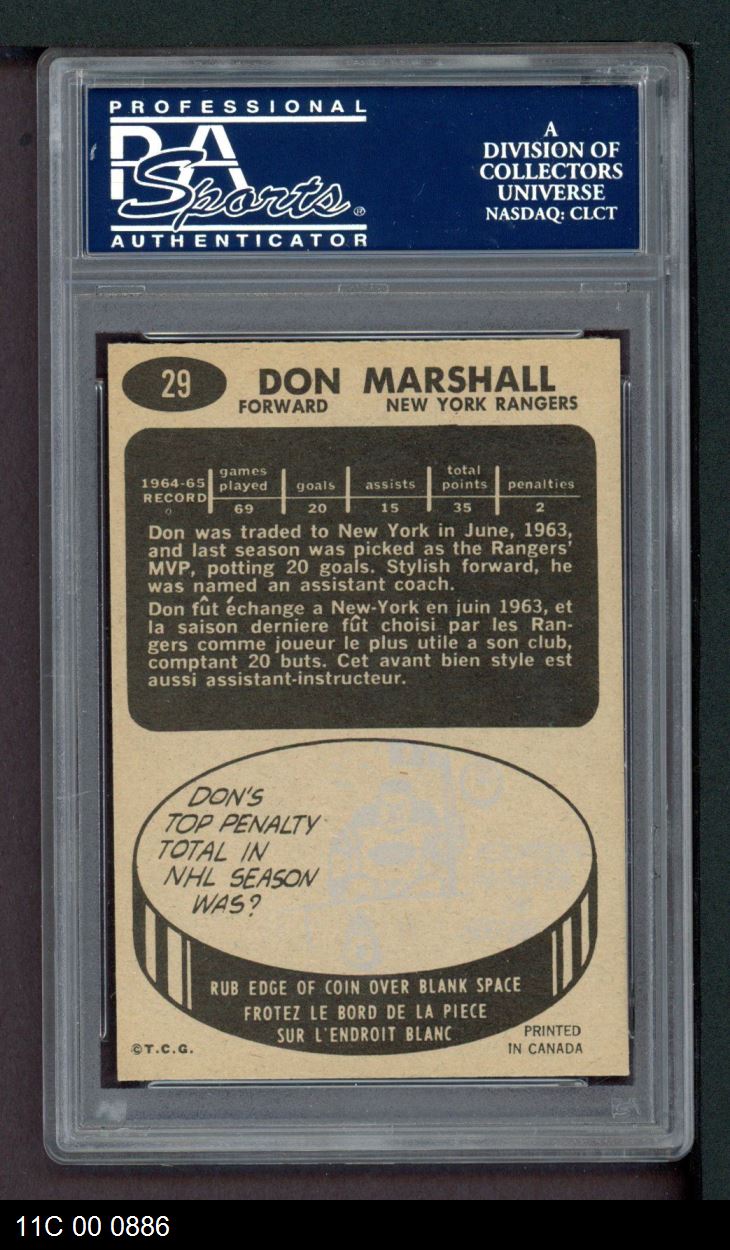 PROFESSIONAL
PSA
Sports®
AUTHENTICATOR
A
DIVISION OF
COLLECTORS
UNIVERSE
NASDAQ: CLCT
29
DON MARSHALL
FORWARD NEW YORK RANGERS
1964-65 RECORD
games played goals assists total points penalties
69 20 15 35 2
Don was traded to New York in June, 1963,
and last season was picked as the Rangers'
MVP, potting 20 goals. Stylish forward, he
was named an assistant coach.
Don fût échange a New-York en juin 1963, et
la saison derniere fût choisi par les Ran-
gers comme joueur le plus utile a son club,
comptant 20 buts. Cet avant bien style est
aussi assistant-instructeur.
DON'S
TOP PENALTY
TOTAL IN
NHL SEASON
WAS?
RUB EDGE OF COIN OVER BLANK SPACE
FROTEZ LE BORD DE LA PIECE
SUR L'ENDROIT BLANC
©T.C.G.
PRINTED
IN CANADA
11C 00 0886